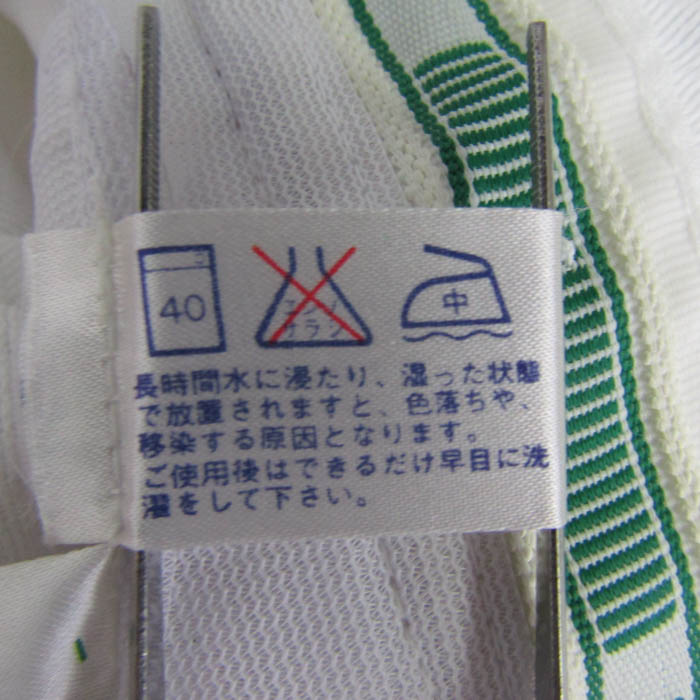 40
エンソ
サラシ
中
長時間水に浸たり、湿った状態
で放置されますと、色落ちや、
移染する原因となります。
ご使用後はできるだけ早目に洗
濯をして下さい。